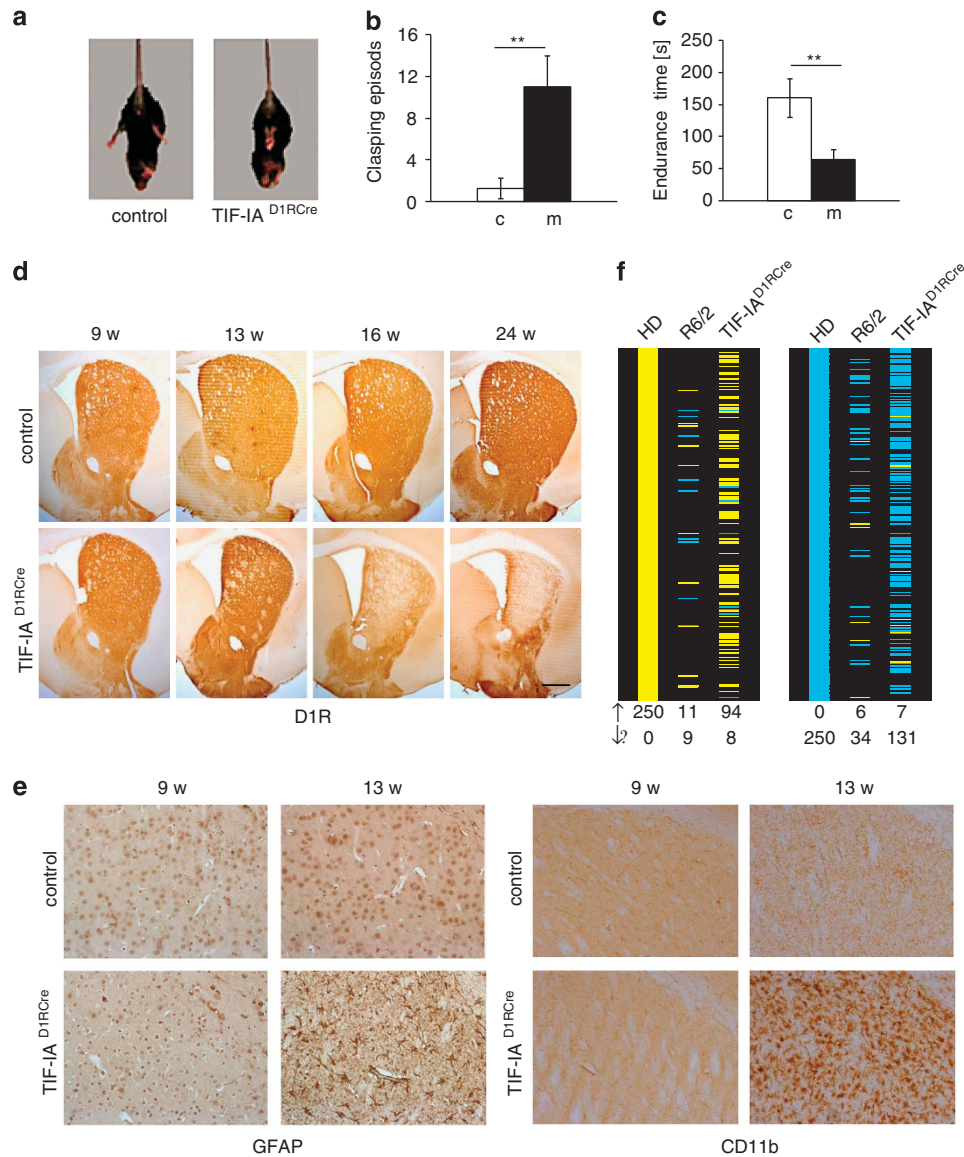 a
control
TIF-IA D1RCre
b
Clasping episods
16
12
8
4
0
**
c
m
c
Endurance time [s]
250
200
150
100
50
0
**
c
m
d
9 w
13 w
16 w
24 w
control
TIF-IA D1RCre
D1R
f
HD
R6/2
TIF-IA D1RCre
HD
R6/2
TIF-IA D1RCre
↑ 250 11 94
↓? 0 9 8
0 6 7
250 34 131
e
9 w
13 w
control
TIF-IA D1RCre
GFAP
9 w
13 w
control
TIF-IA D1RCre
CD11b